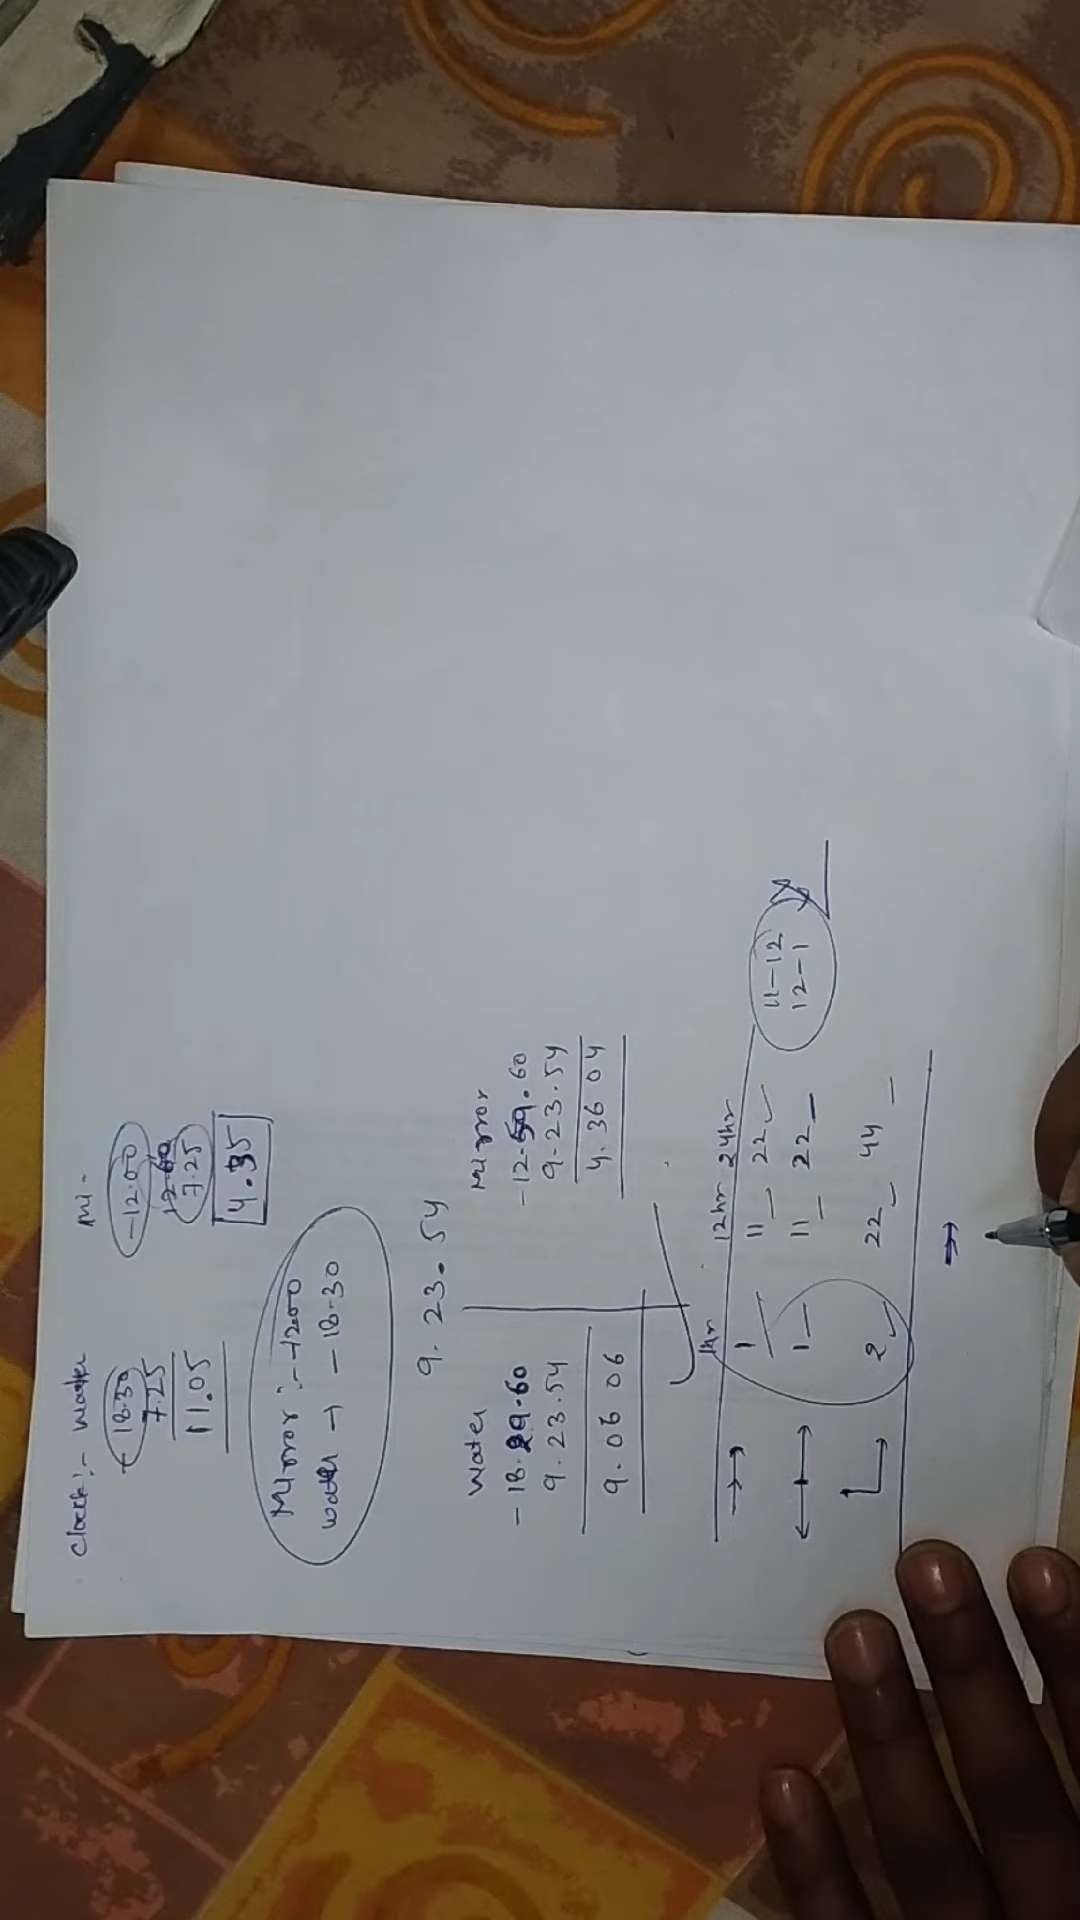 Clock:- Water
mi -
- 18.30
7.25
11.05
-12.00
12.60
7.25
4.35
Mirror :- -1200
water → - 18.30
9. 23. 54
Water
- 18.29.60
9. 23. 54
9. 06 06
Mirror
-12.59.60
9-23.54
4. 36 04
1hr 12hr 24hr
→→ 1 11 22
↔ 1 11 22
2 22 44
11-12
12-1